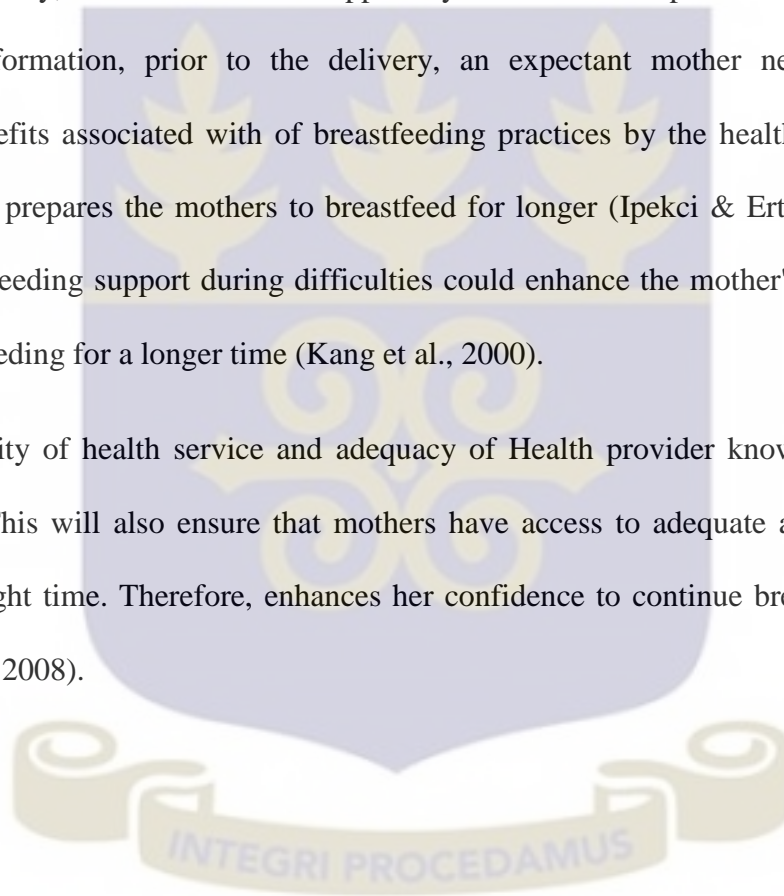 formation, prior to the delivery, an expectant mother ne
efits associated with of breastfeeding practices by the health
prepares the mothers to breastfeed for longer (Ipekci & Ert
eeding support during difficulties could enhance the mother'
eding for a longer time (Kang et al., 2000).
ity of health service and adequacy of Health provider know
This will also ensure that mothers have access to adequate a
ght time. Therefore, enhances her confidence to continue bre
2008).
INTEGRI PROCEDAMUS